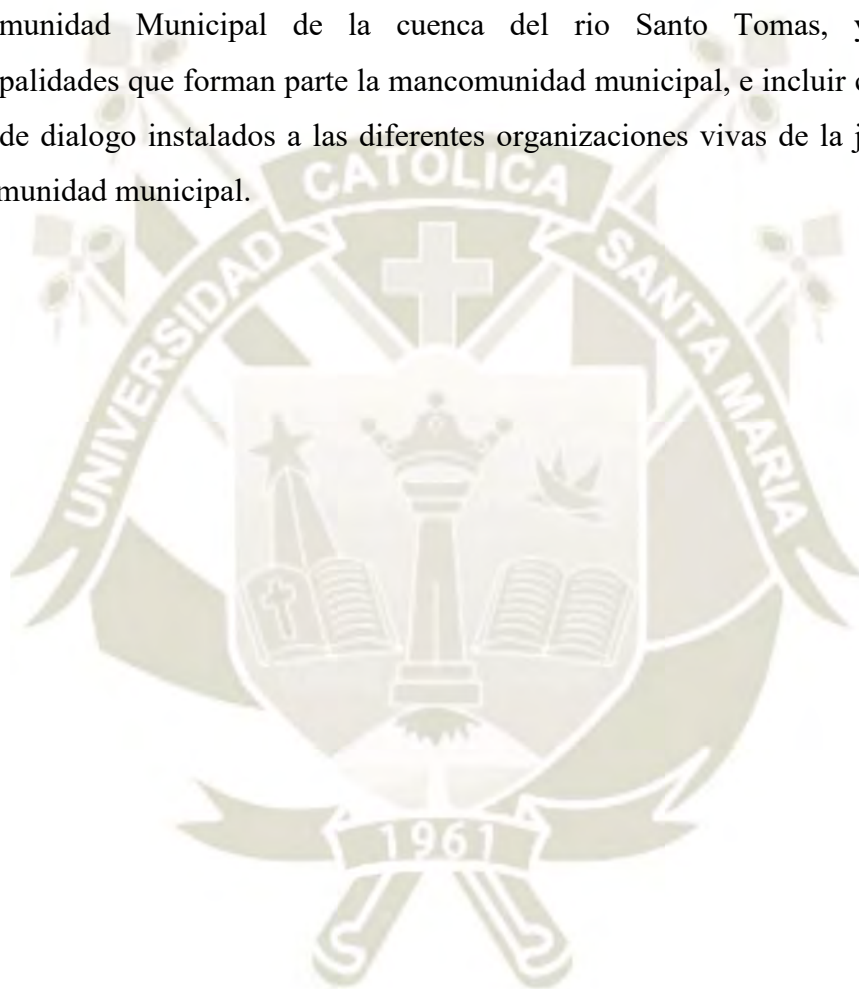 munidad Municipal de la cuenca del rio Santo Tomas, y
palidades que forman parte la mancomunidad municipal, e incluir
de dialogo instalados a las diferentes organizaciones vivas de la
munidad municipal.
UNIVERSIDAD CATOLICA SANTA MARIA
1961